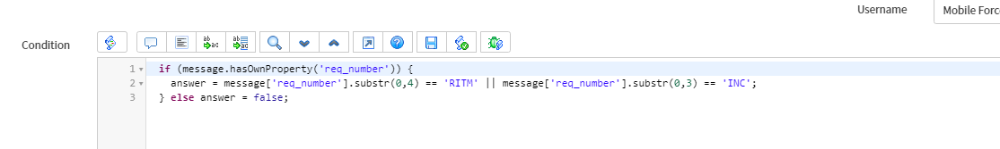 Username
Mobile Forc
Condition
1 if (message.hasOwnProperty('req_number')) {
2 answer = message['req_number'].substr(0,4) == 'RITM' || message['req_number'].substr(0,3) == 'INC';
3 } else answer = false;